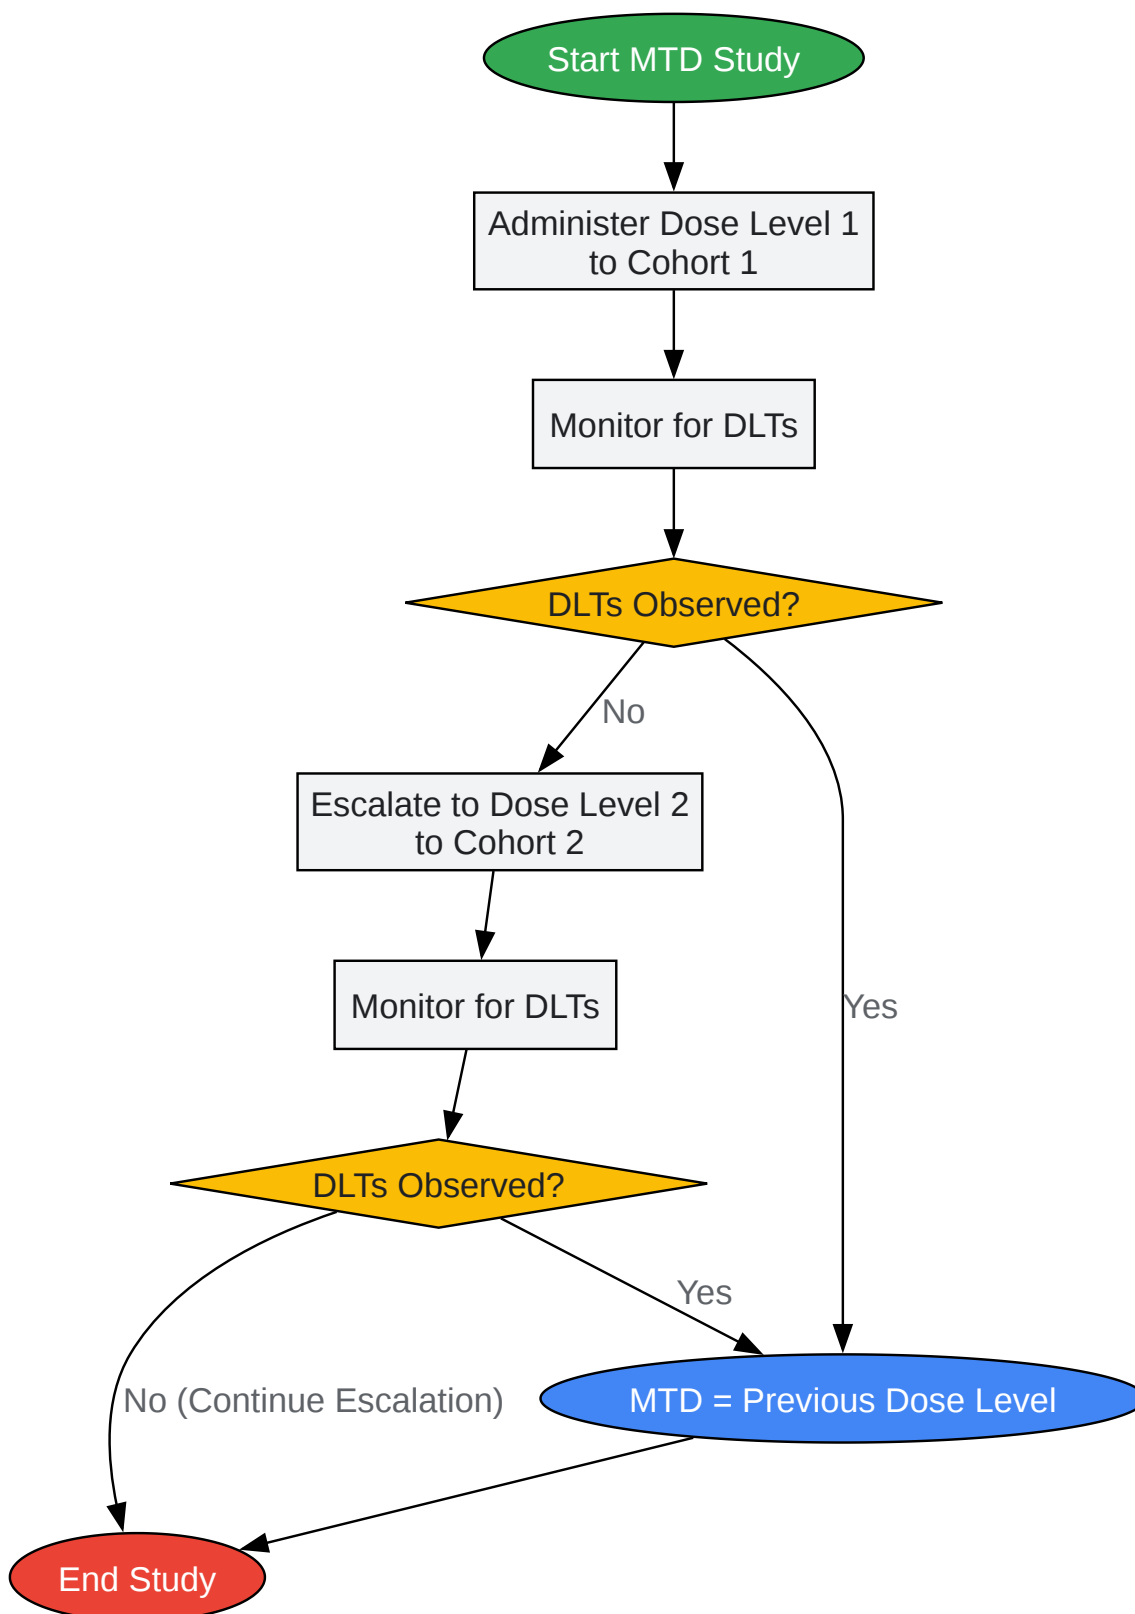 Start MTD Study
Administer Dose Level 1
to Cohort 1
Monitor for DLTs
DLTs Observed?
No
Escalate to Dose Level 2
to Cohort 2
Monitor for DLTs
Yes
DLTs Observed?
Yes
No (Continue Escalation)
MTD = Previous Dose Level
End Study